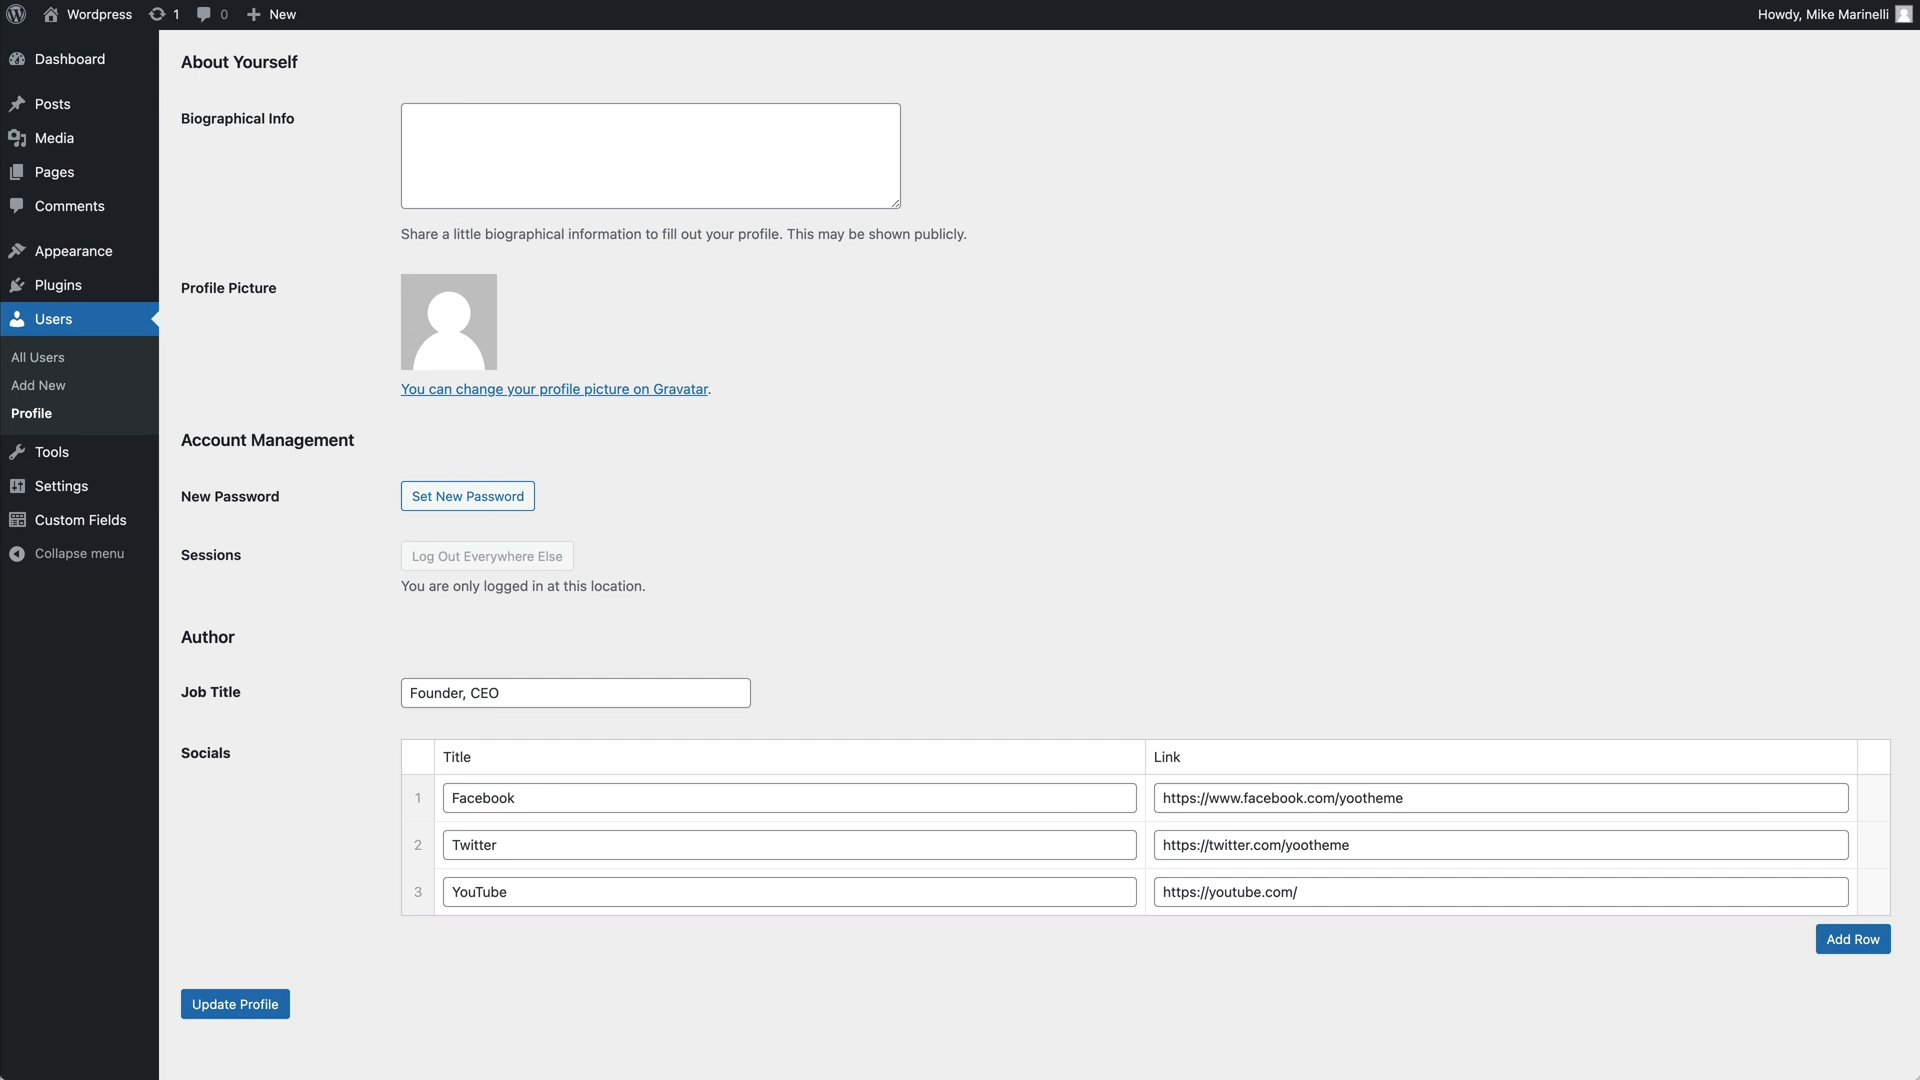 Wordpress 1 0 New Howdy, Mike Marinelli
Dashboard
Posts
Media
Pages
Comments
Appearance
Plugins
Users
All Users
Add New
Profile
Tools
Settings
Custom Fields
Collapse menu
About Yourself
Biographical Info
Share a little biographical information to fill out your profile. This may be shown publicly.
Profile Picture
You can change your profile picture on Gravatar.
Account Management
New Password Set New Password
Sessions Log Out Everywhere Else
You are only logged in at this location.
Author
Job Title Founder, CEO
Socials Title Link
1 Facebook https://www.facebook.com/yootheme
2 Twitter https://twitter.com/yootheme
3 YouTube https://youtube.com/
Add Row
Update Profile